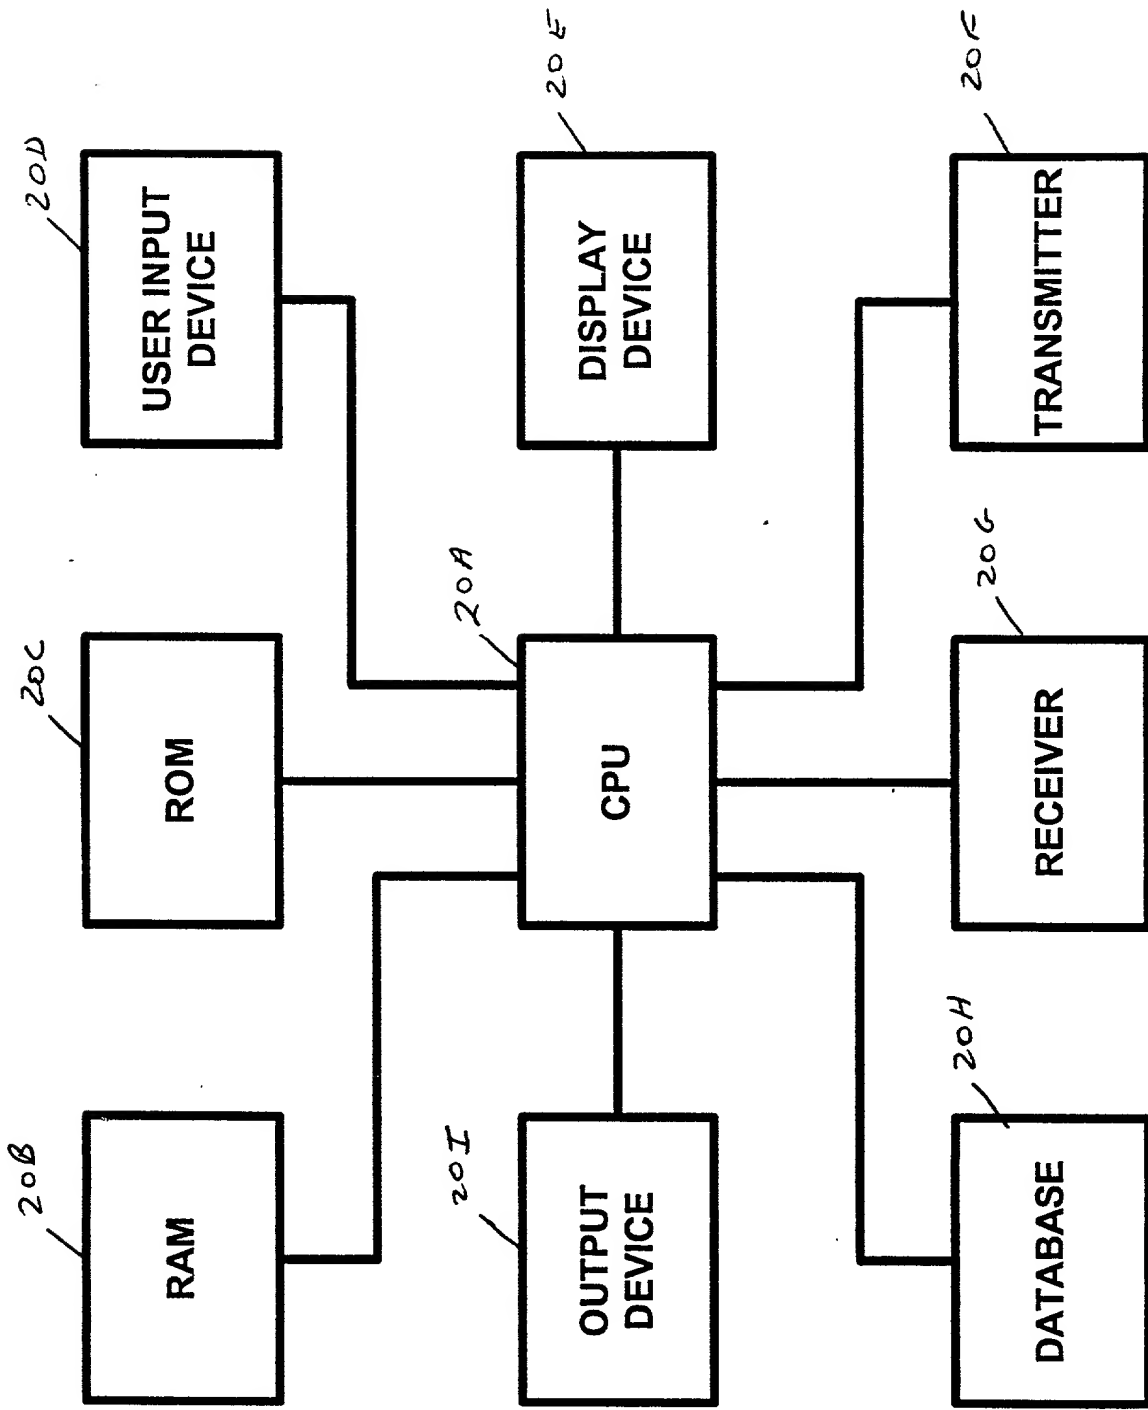 20B
RAM
20C
ROM
20D
USER INPUT
DEVICE
20I
OUTPUT
DEVICE
20A
CPU
20E
DISPLAY
DEVICE
20H
DATABASE
20G
RECEIVER
20F
TRANSMITTER